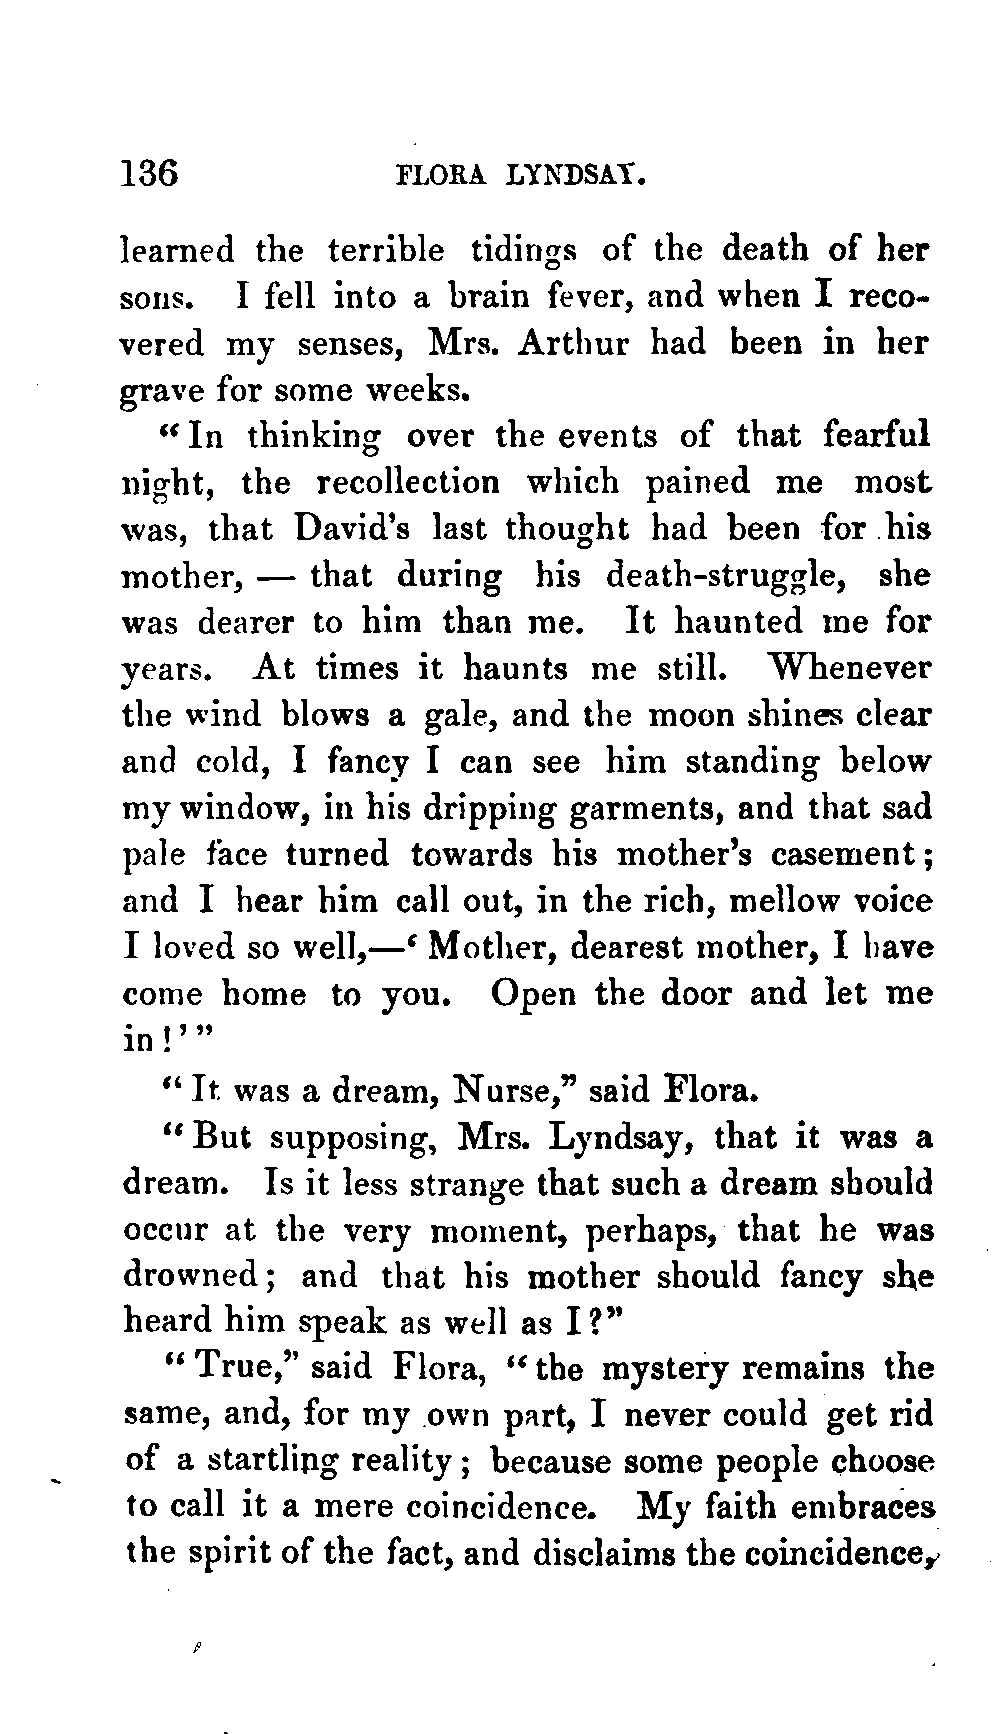 136 FLORA LYNDSAY.
learned the terrible tidings of the death of her
sons. I fell into a brain fever, and when I reco-
vered my senses, Mrs. Arthur had been in her
grave for some weeks.
“In thinking over the events of that fearful
night, the recollection which pained me most
was, that David’s last thought had been for his
mother, — that during his death-struggle, she
was dearer to him than me. It haunted me for
years. At times it haunts me still. Whenever
the wind blows a gale, and the moon shines clear
and cold, I fancy I can see him standing below
my window, in his dripping garments, and that sad
pale face turned towards his mother’s casement;
and I hear him call out, in the rich, mellow voice
I loved so well,—‘Mother, dearest mother, I have
come home to you. Open the door and let me
in!’”
“It was a dream, Nurse,” said Flora.
“But supposing, Mrs. Lyndsay, that it was a
dream. Is it less strange that such a dream should
occur at the very moment, perhaps, that he was
drowned; and that his mother should fancy she
heard him speak as well as I?”
“True,” said Flora, “the mystery remains the
same, and, for my own part, I never could get rid
of a startling reality; because some people choose
to call it a mere coincidence. My faith embraces
the spirit of the fact, and disclaims the coincidence,